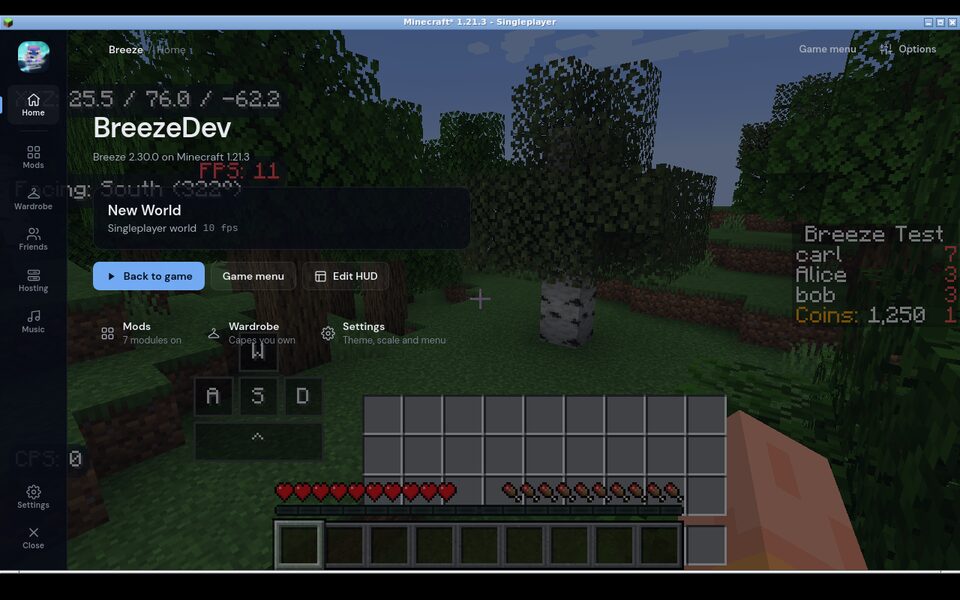 Minecraft* 1.21.3 - Singleplayer
Breeze / Home
Game menu
Options
25.5 / 76.0 / -62.2
Home
BreezeDev
Breeze 2.30.0 on Minecraft 1.21.3
FPS: 11
Mods
Facing: South (322°)
Wardrobe
New World
Singleplayer world 10 fps
Friends
Breeze Test
carl 7
Alice 3
bob 3
Coins: 1,250 1
Back to game
Game menu
Edit HUD
Hosting
Music
Mods
7 modules on
Wardrobe
Capes you own
Settings
Theme, scale and menu
W
A
S
D
^
CPS: 0
Settings
Close